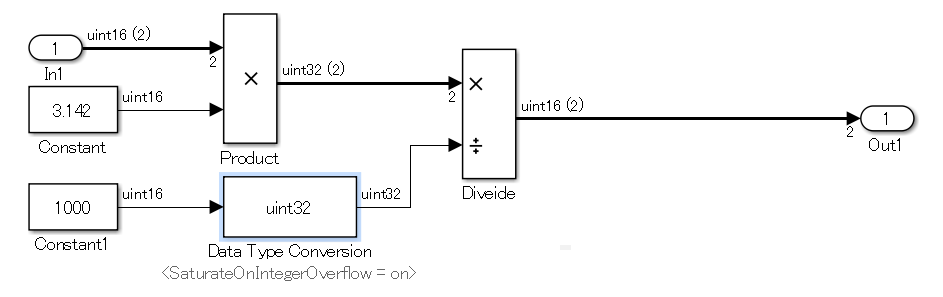 1
In1
uint16 (2)
2
3.142
Constant
uint16
×
Product
uint32 (2)
2
×
÷
Diveide
uint16 (2)
2
1
Out1
1000
Constant1
uint16
uint32
Data Type Conversion
<SaturateOnIntegerOverflow = on>
uint32